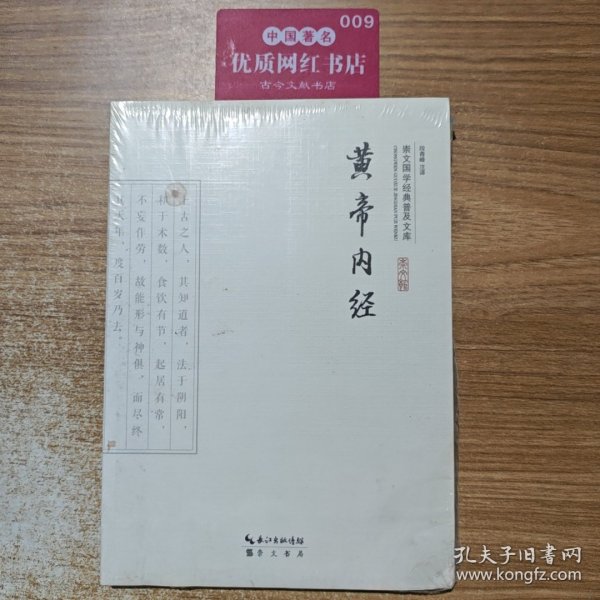 009
中国著名
优质网红书店
古今文献书店
段青峰 注译
崇文国学经典普及文库
黄帝内经
上古之人，其知道者，法于阴阳，
和于术数，食饮有节，起居有常，
不妄作劳，故能形与神俱，而尽终
其天年，度百岁乃去。
长江出版传媒
崇文书局
孔夫子旧书网
www.kongfz.com